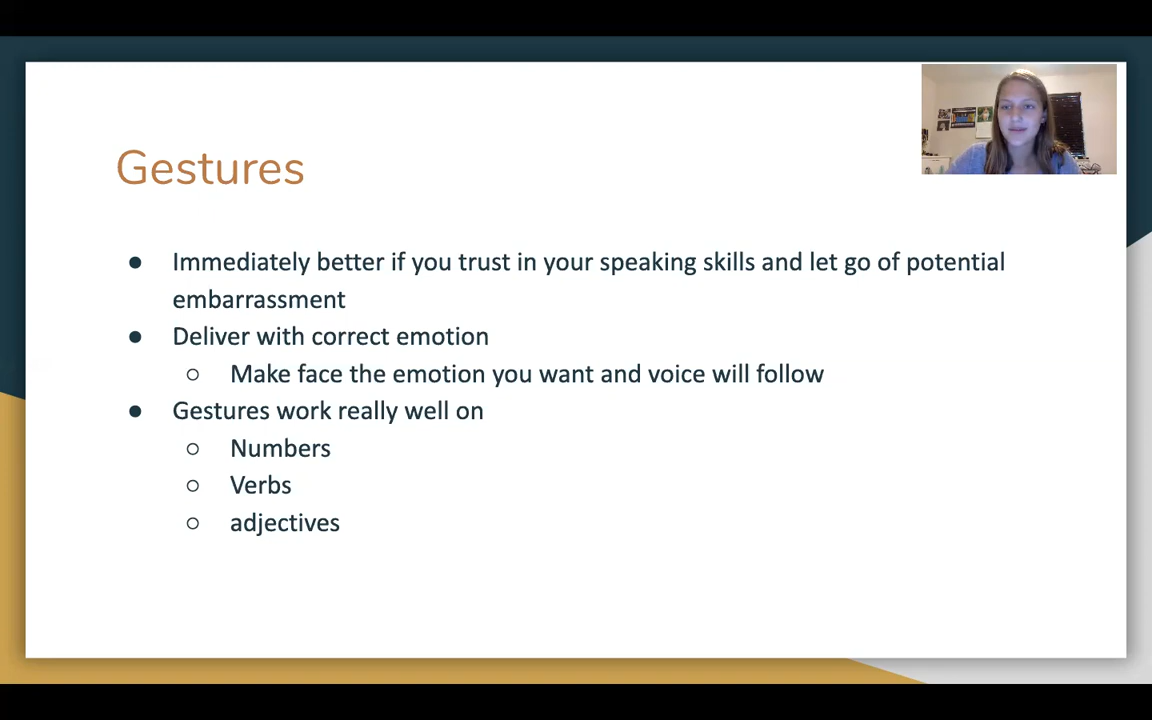 Gestures
● Immediately better if you trust in your speaking skills and let go of potential
embarrassment
● Deliver with correct emotion
○ Make face the emotion you want and voice will follow
● Gestures work really well on
○ Numbers
○ Verbs
○ adjectives